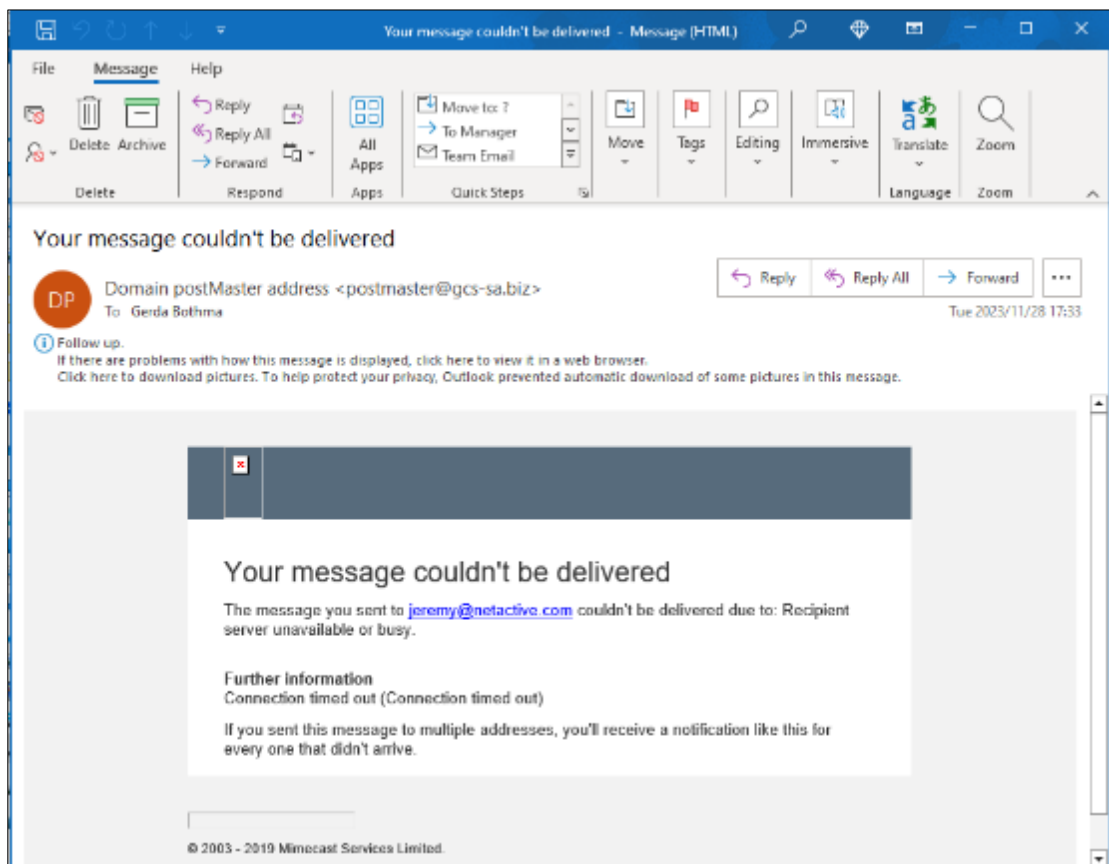 Your message couldn't be delivered - Message (HTML)
File Message Help
Delete Archive
Reply
Reply All
Forward
All Apps
Move to: ?
To Manager
Team Email
Move
Tags
Editing
Immersive
Translate
Zoom
Delete Respond Apps Quick Steps Language Zoom
Your message couldn't be delivered
DP
Domain postMaster address <postmaster@gcs-sa.biz>
To Gerda Bothma
Reply Reply All Forward
Tue 2023/11/28 17:33
Follow up.
If there are problems with how this message is displayed, click here to view it in a web browser.
Click here to download pictures. To help protect your privacy, Outlook prevented automatic download of some pictures in this message.
Your message couldn't be delivered
The message you sent to jeremy@netactive.com couldn't be delivered due to: Recipient
server unavailable or busy.
Further information
Connection timed out (Connection timed out)
If you sent this message to multiple addresses, you'll receive a notification like this for
every one that didn't arrive.
© 2003 - 2019 Mimecast Services Limited.